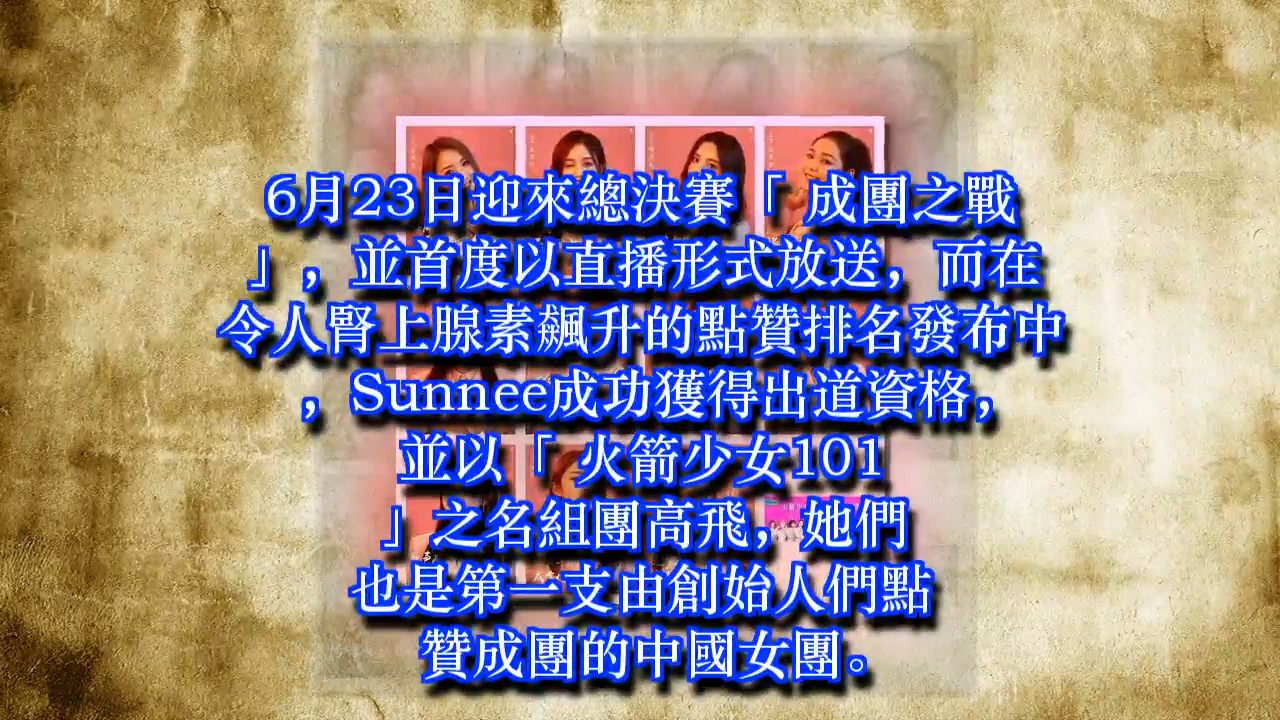 6月23日迎來總決賽「 成團之戰
」，並首度以直播形式放送，而在
令人腎上腺素飆升的點贊排名發布中
，Sunnee成功獲得出道資格，
並以「 火箭少女101
」之名組團高飛，她們
也是第一支由創始人們點
贊成團的中國女團。